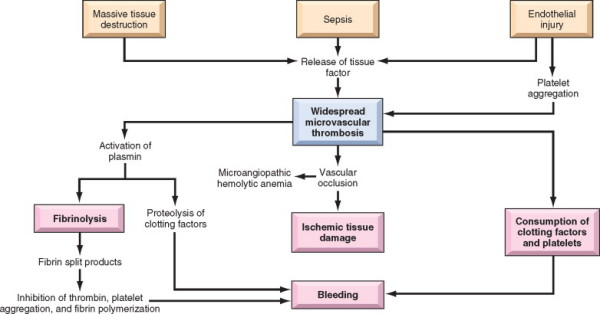 Massive tissue
destruction
Sepsis
Endothelial
injury
Release of tissue
factor
Platelet
aggregation
Widespread
microvascular
thrombosis
Activation of
plasmin
Microangiopathic
hemolytic anemia
Vascular
occlusion
Fibrinolysis
Proteolysis of
clotting factors
Ischemic tissue
damage
Consumption of
clotting factors
and platelets
Fibrin split products
Inhibition of thrombin, platelet
aggregation, and fibrin polymerization
Bleeding